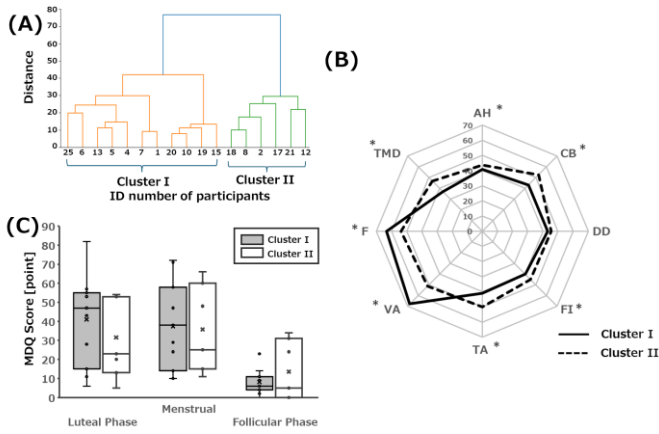 (A)
Distance
80
70
60
50
40
30
20
10
0
25 6 13 5 4 7 1 20 10 19 15 18 8 2 17 21 12
Cluster I
Cluster II
ID number of participants
(B)
AH *
CB *
DD
FI *
TA *
* VA
* F
* TMD
70
60
50
40
30
20
10
0
Cluster I
Cluster II
(C)
MDQ Score [point]
90
80
70
60
50
40
30
20
10
0
Cluster I
Cluster II
Luteal Phase
Menstrual
Follicular Phase